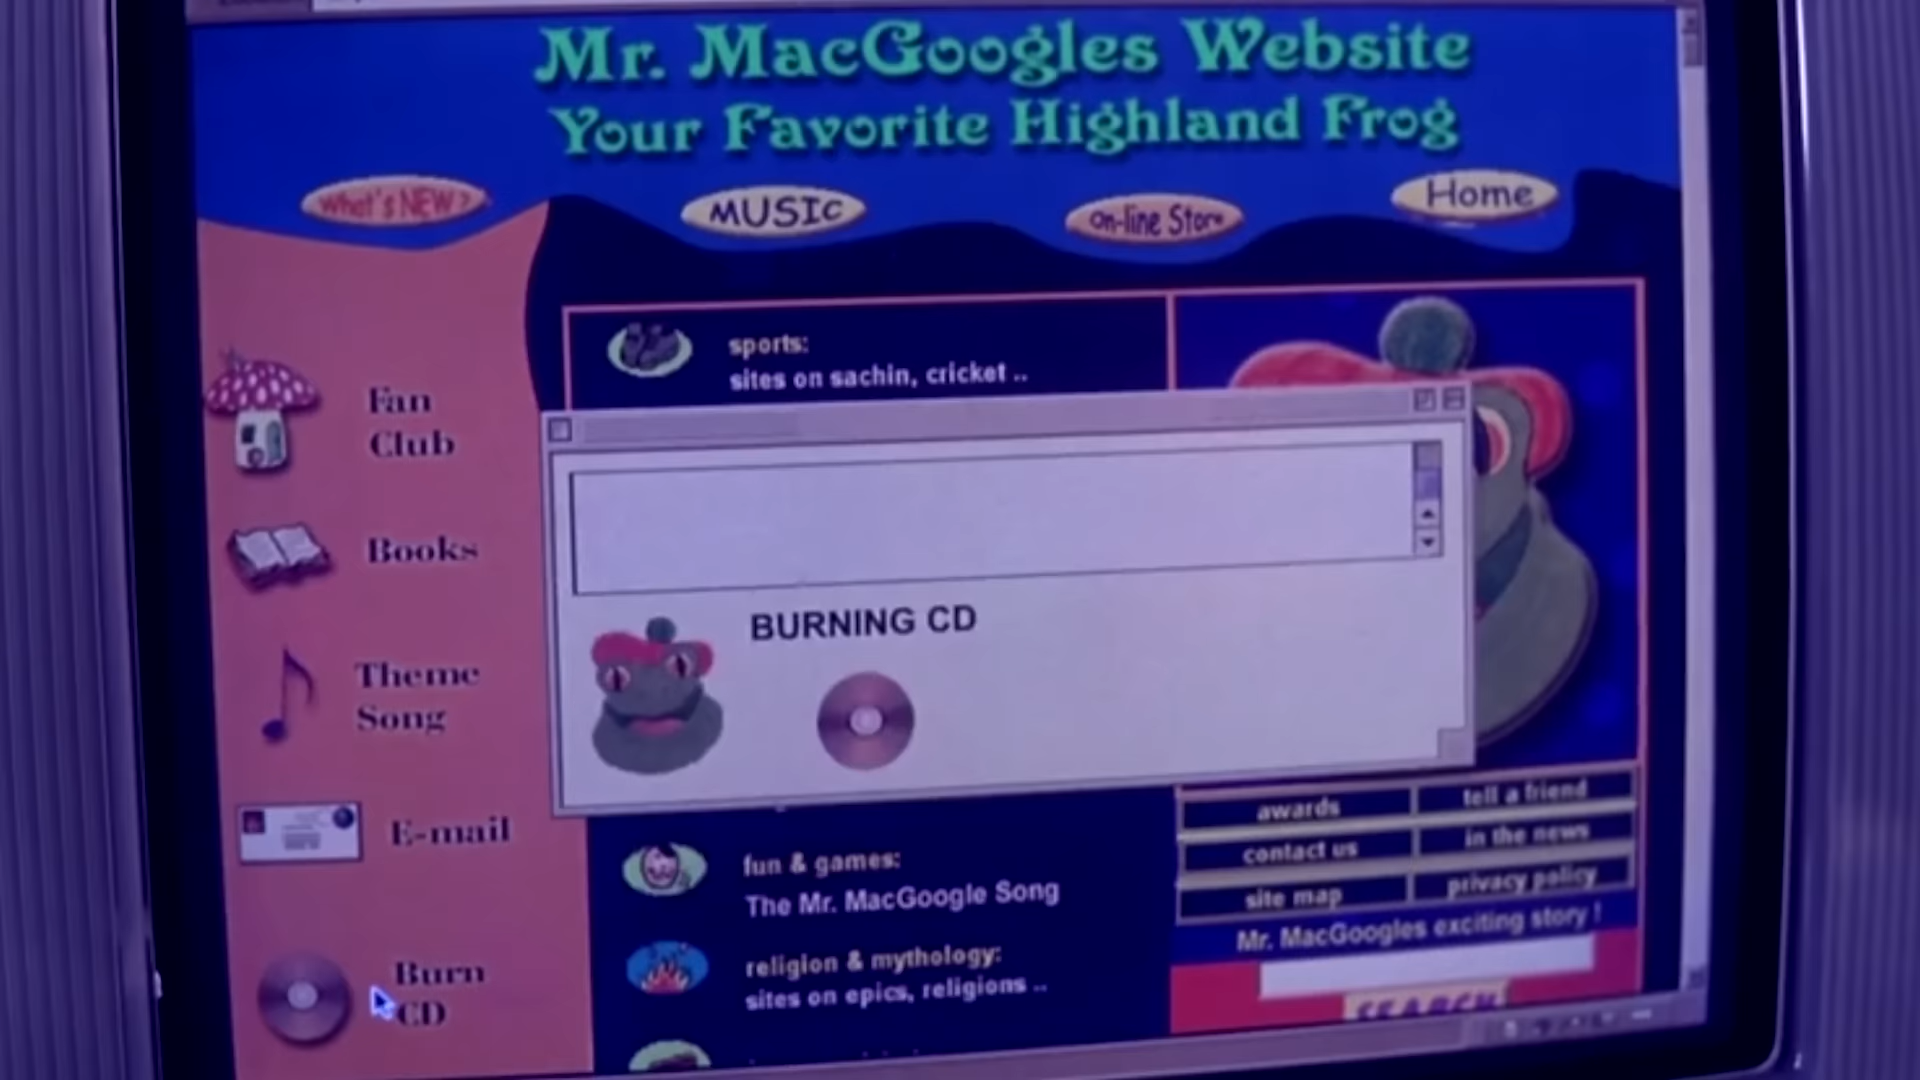 Mr. MacGoogles Website
Your Favorite Highland Frog
What's NEW ?
MUSIC
on-line Store
Home
Fan
Club
Books
Theme
Song
E-mail
Burn
CD
sports:
sites on sachin, cricket ..
BURNING CD
fun & games:
The Mr. MacGoogle Song
religion & mythology:
sites on epics, religions ..
awards
tell a friend
contact us
in the news
site map
privacy policy
Mr. MacGoogles exciting story !
SEARCH